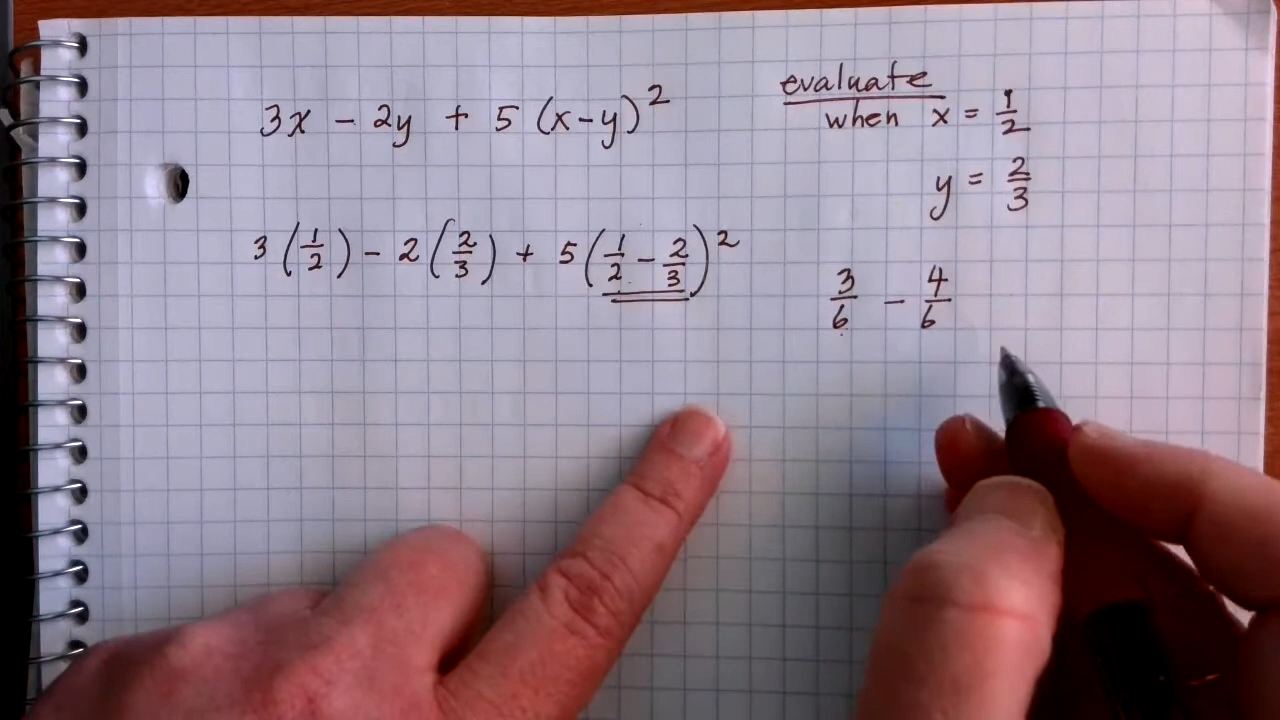 3x - 2y + 5 (x-y)²
evaluate
when x = 1/2
y = 2/3
3 (1/2) - 2 (2/3) + 5 (1/2 - 2/3)²
3/6 - 4/6